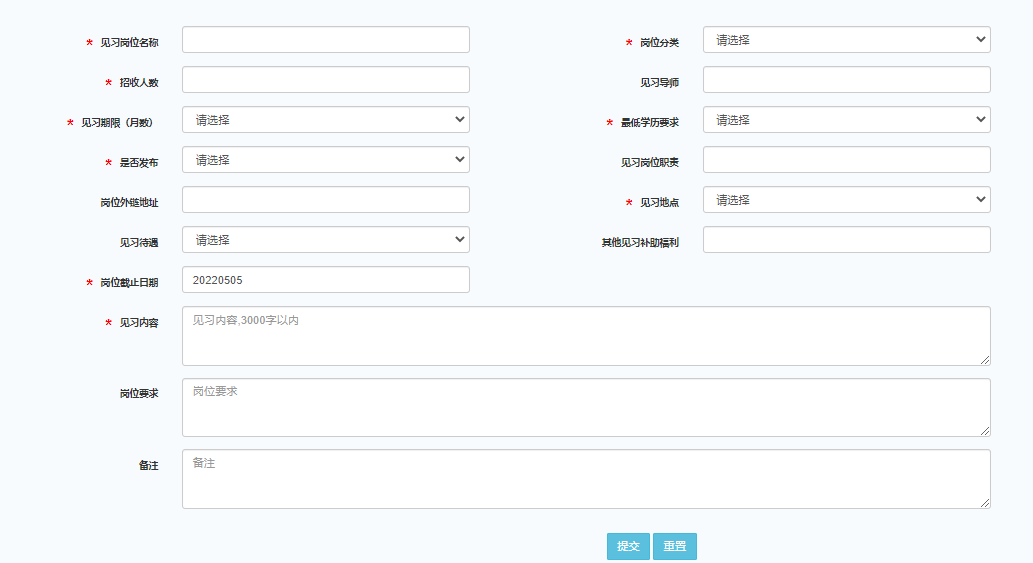 * 见习岗位名称
* 岗位分类 请选择
* 招收人数
见习导师
* 见习期限（月数） 请选择
* 最低学历要求 请选择
* 是否发布 请选择
见习岗位职责
岗位外链地址
* 见习地点 请选择
见习待遇 请选择
其他见习补助福利
* 岗位截止日期 20220505
* 见习内容 见习内容,3000字以内
岗位要求 岗位要求
备注 备注
提交 重置